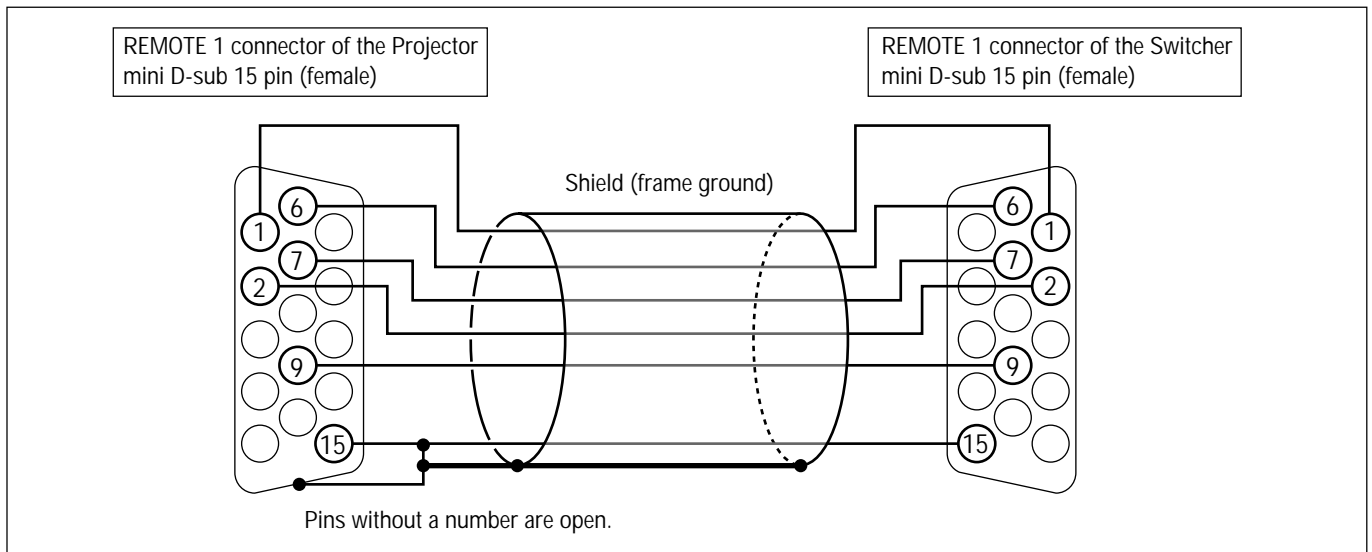 REMOTE 1 connector of the Projector
mini D-sub 15 pin (female)
REMOTE 1 connector of the Switcher
mini D-sub 15 pin (female)
Shield (frame ground)
6
1
7
2
9
15
6
1
7
2
9
15
Pins without a number are open.